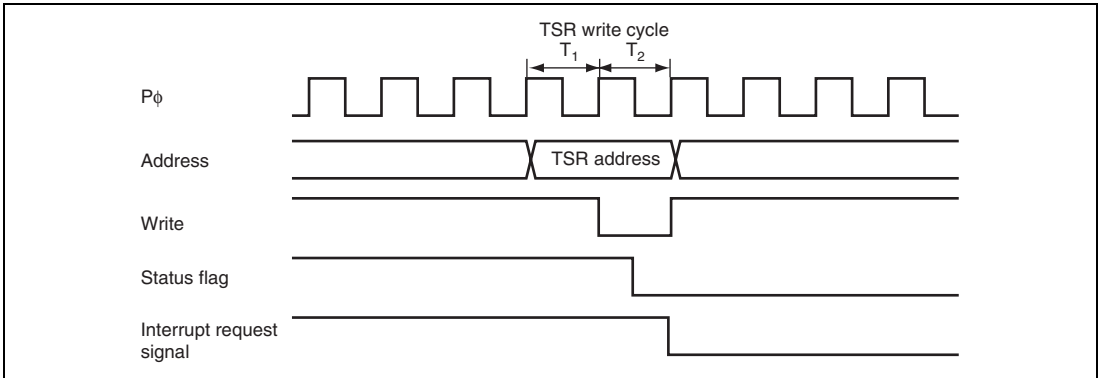 TSR write cycle
T1 T2
Pφ
Address
TSR address
Write
Status flag
Interrupt request
signal